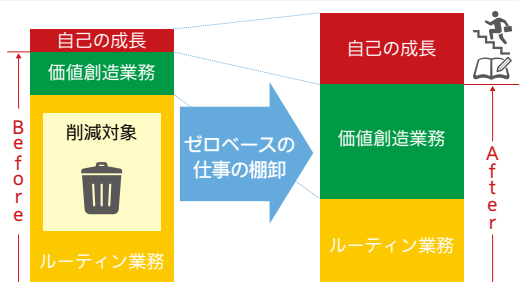 自己の成長
価値創造業務
削減対象
ルーティン業務
Before
ゼロベースの
仕事の棚卸
自己の成長
価値創造業務
ルーティン業務
After